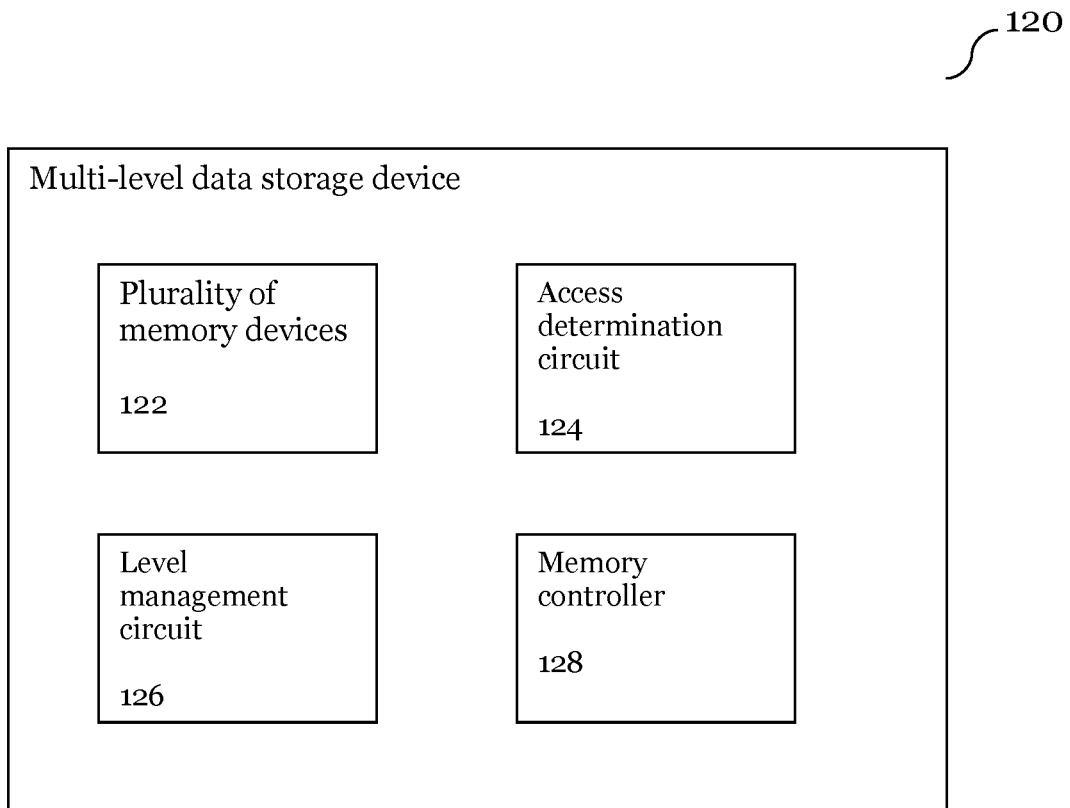 120
Multi-level data storage device
Plurality of
memory devices
122
Access
determination
circuit
124
Level
management
circuit
126
Memory
controller
128